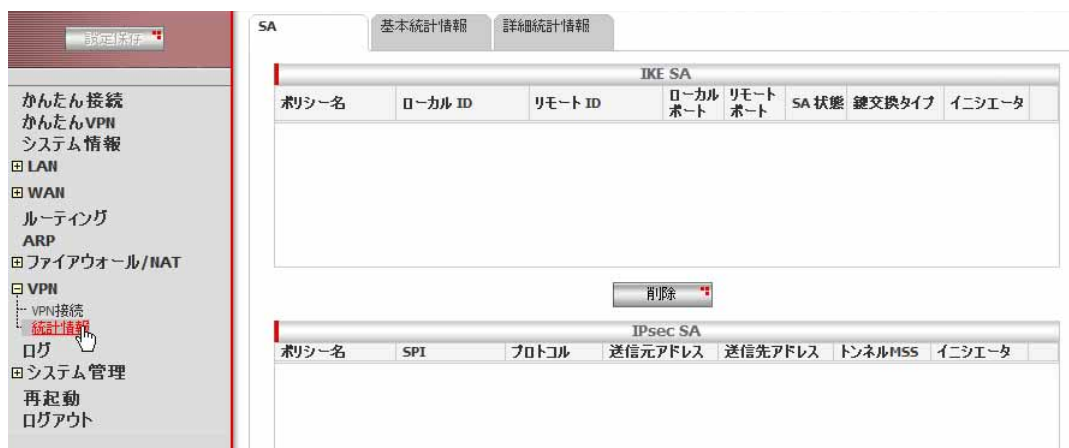 設定保存
かんたん接続
かんたんVPN
システム情報
LAN
WAN
ルーティング
ARP
ファイアウォール/NAT
VPN
VPN接続
統計情報
ログ
システム管理
再起動
ログアウト
SA
基本統計情報
詳細統計情報
IKE SA
ポリシー名 ローカル ID リモート ID ローカルポート リモートポート SA 状態 鍵交換タイプ イニシエータ
削除
IPsec SA
ポリシー名 SPI プロトコル 送信元アドレス 送信先アドレス トンネルMSS イニシエータ